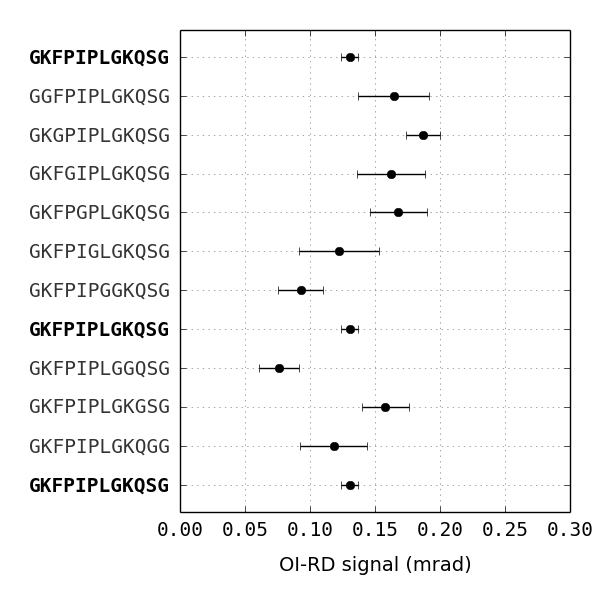 GKFPIPLGKQSG
GGFPIPLGKQSG
GKGPIPLGKQSG
GKFGIPLGKQSG
GKFPGPLGKQSG
GKFPIGLGKQSG
GKFPIPGGKQSG
GKFPIPLGKQSG
GKFPIPLGGQSG
GKFPIPLGKGSG
GKFPIPLGKQGG
GKFPIPLGKQSG
0.00 0.05 0.10 0.15 0.20 0.25 0.30
OI-RD signal (mrad)